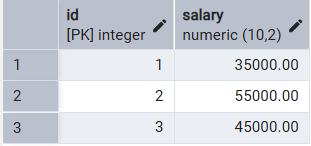 id salary
[PK] integer numeric (10,2)
1 1 35000.00
2 2 55000.00
3 3 45000.00